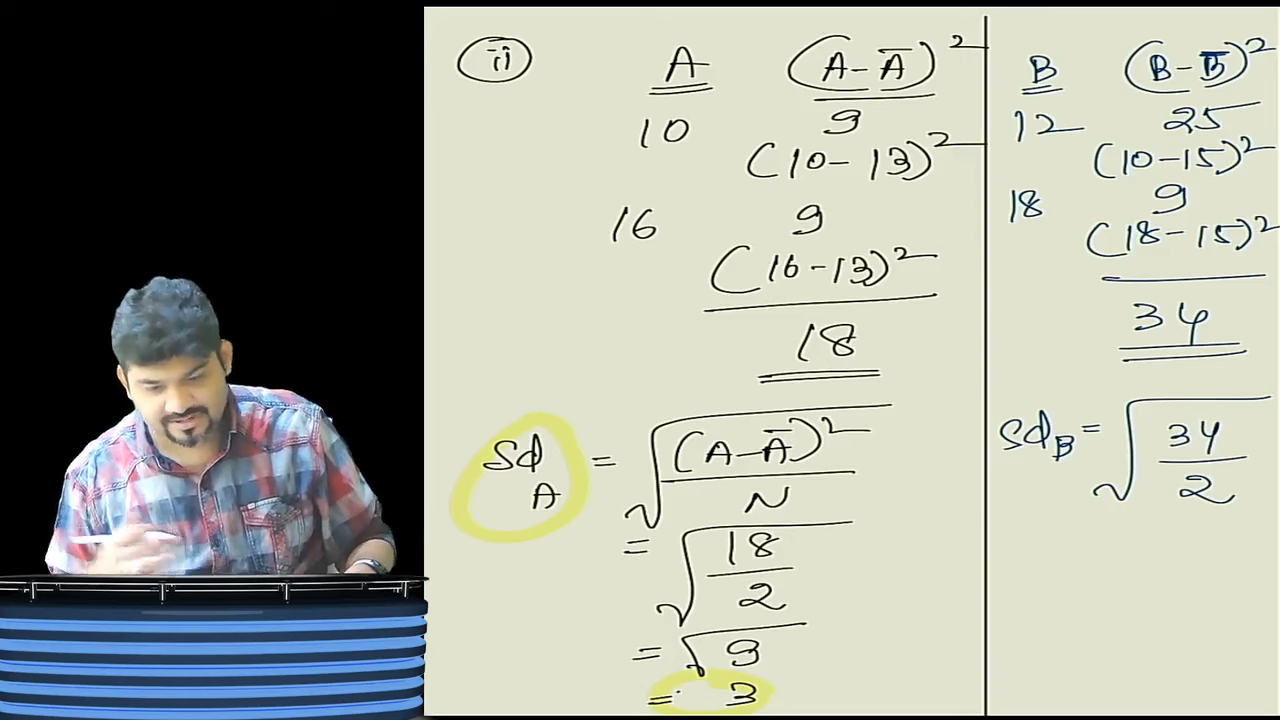 ii)
A (A-Ā)²
10 9
(10-13)²
16 9
(16-13)²
18
Sd A = √((A-Ā)²/N)
= √(18/2)
= √9
= 3
B (B-B̄)²
12 25
(10-15)²
18 9
(18-15)²
34
Sd B = √(34/2)